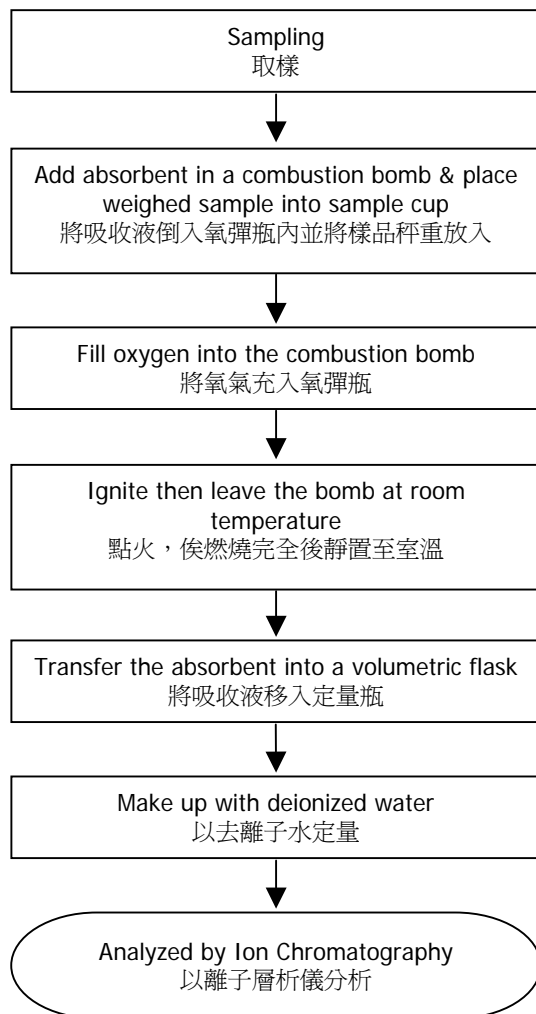 Sampling
取樣
Add absorbent in a combustion bomb & place
weighed sample into sample cup
將吸收液倒入氧彈瓶內並將樣品秤重放入
Fill oxygen into the combustion bomb
將氧氣充入氧彈瓶
Ignite then leave the bomb at room
temperature
點火，俟燃燒完全後靜置至室溫
Transfer the absorbent into a volumetric flask
將吸收液移入定量瓶
Make up with deionized water
以去離子水定量
Analyzed by Ion Chromatography
以離子層析儀分析